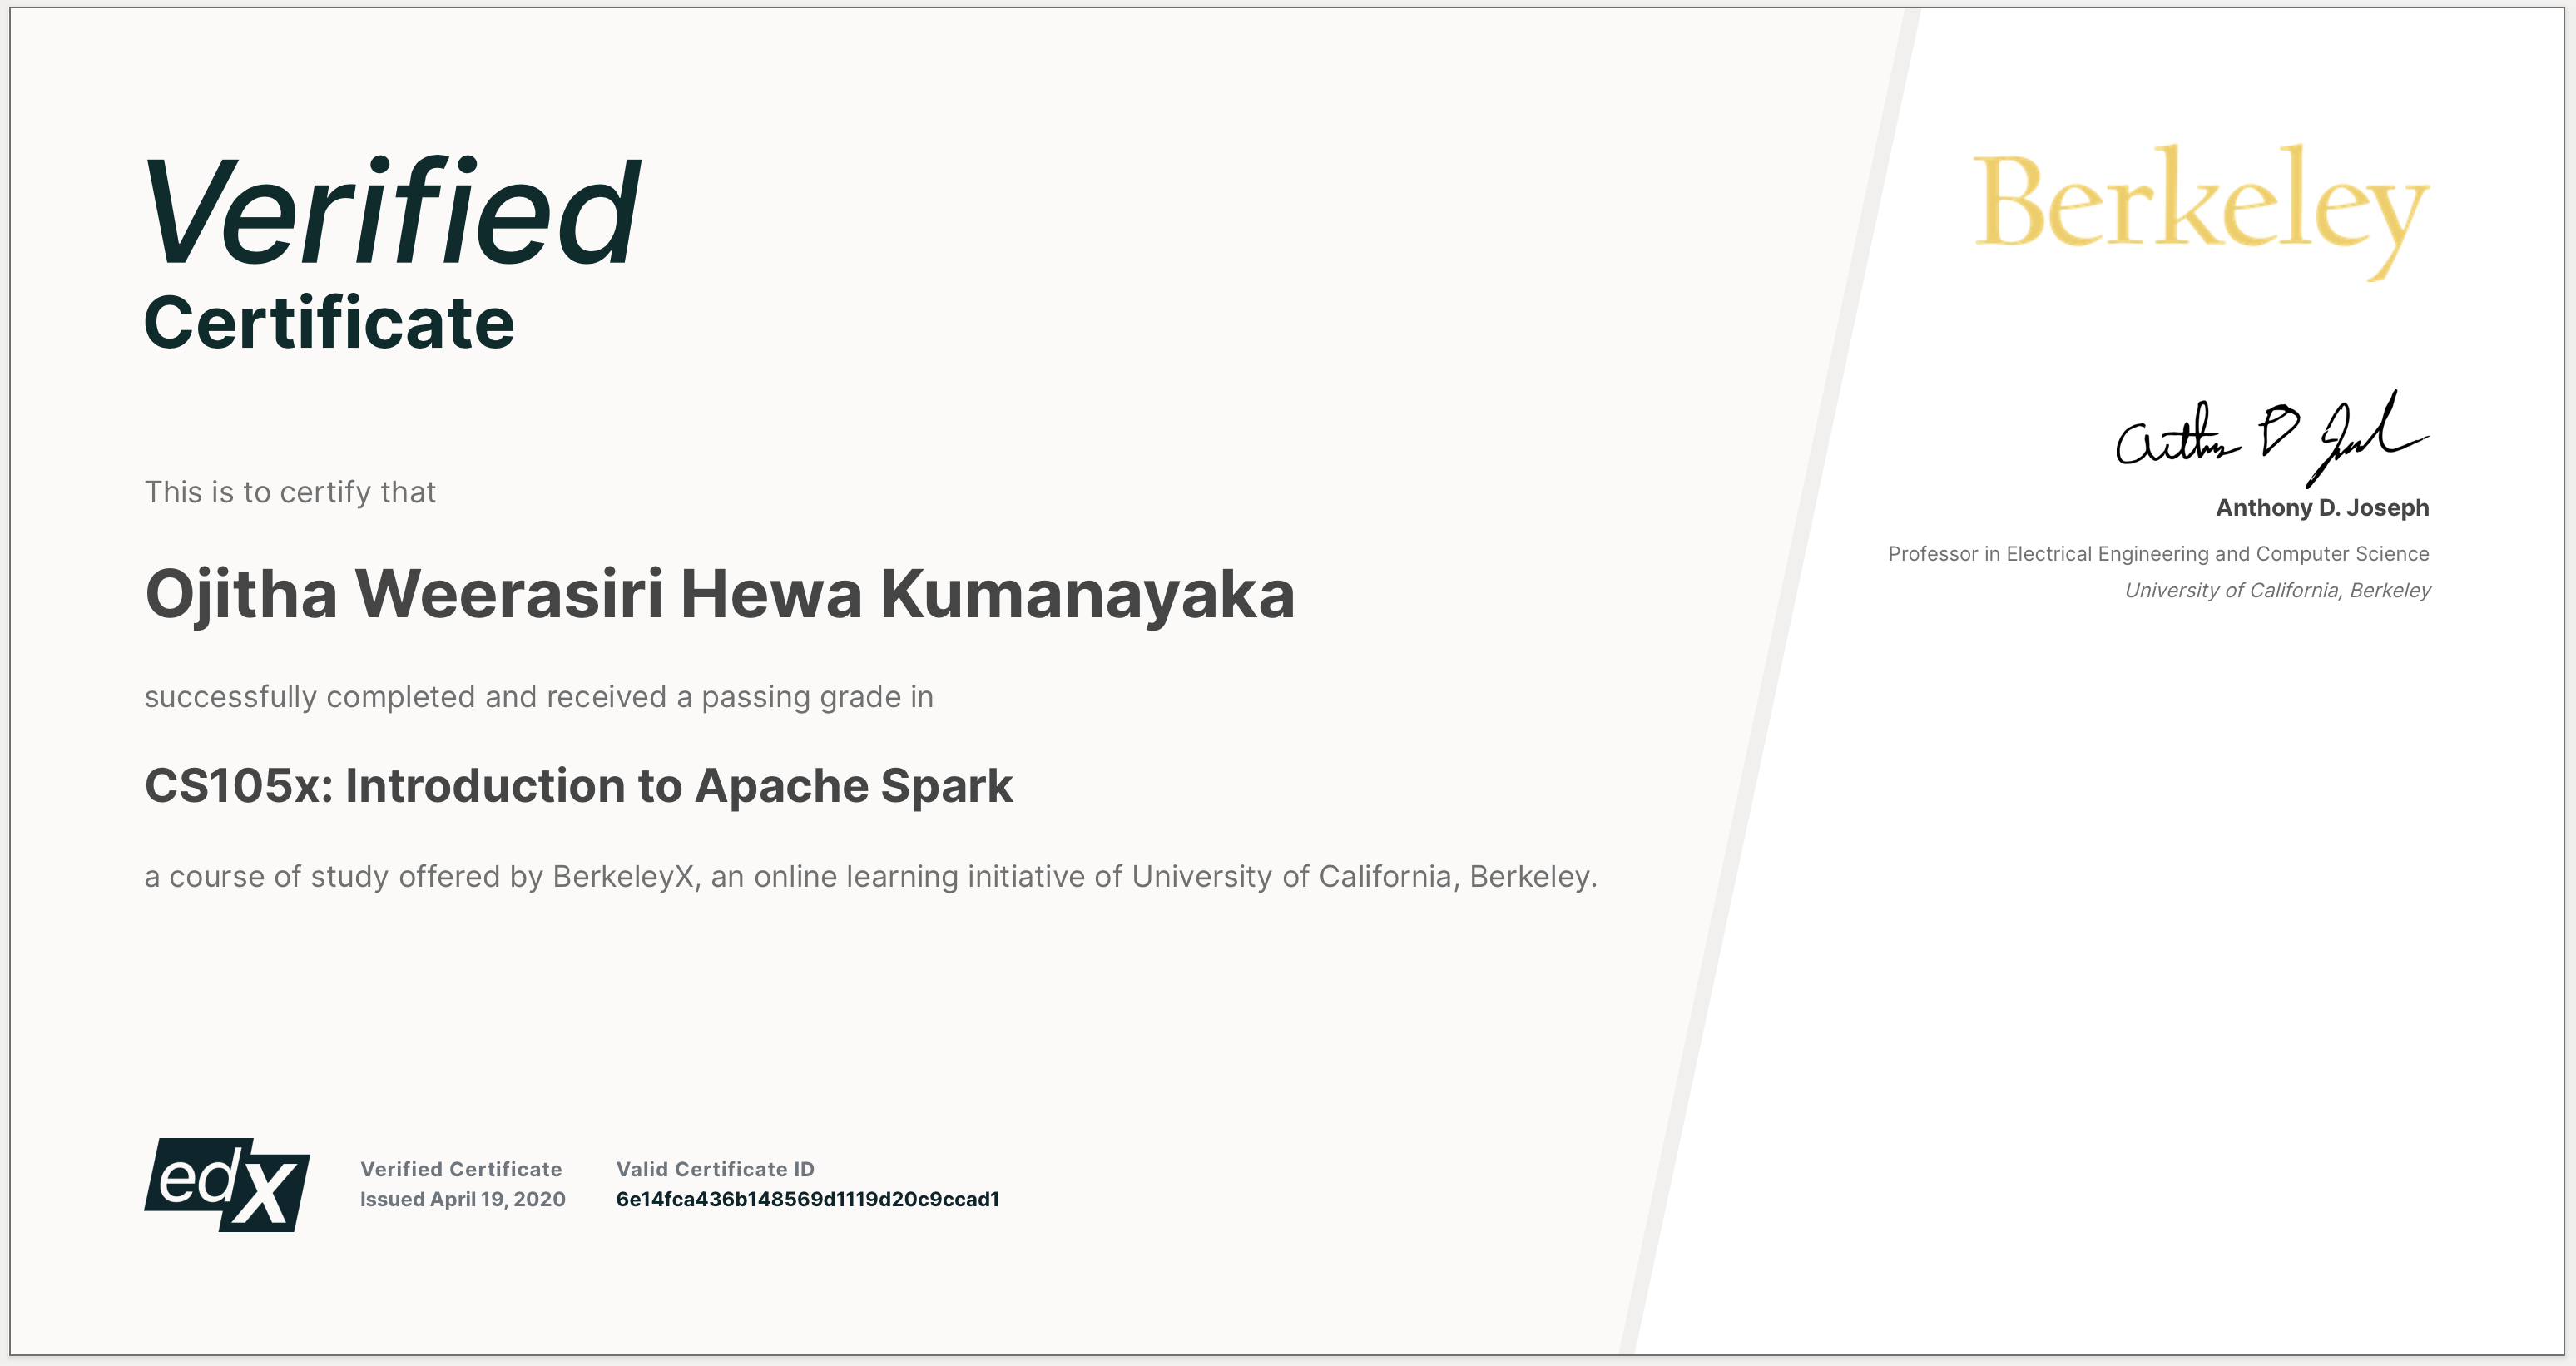 Verified
Certificate
This is to certify that
Ojitha Weerasiri Hewa Kumanayaka
successfully completed and received a passing grade in
CS105x: Introduction to Apache Spark
a course of study offered by BerkeleyX, an online learning initiative of University of California, Berkeley.
edX
Verified Certificate
Issued April 19, 2020
Valid Certificate ID
6e14fca436b148569d1119d20c9ccad1
Berkeley
Anthony D. Joseph
Professor in Electrical Engineering and Computer Science
University of California, Berkeley